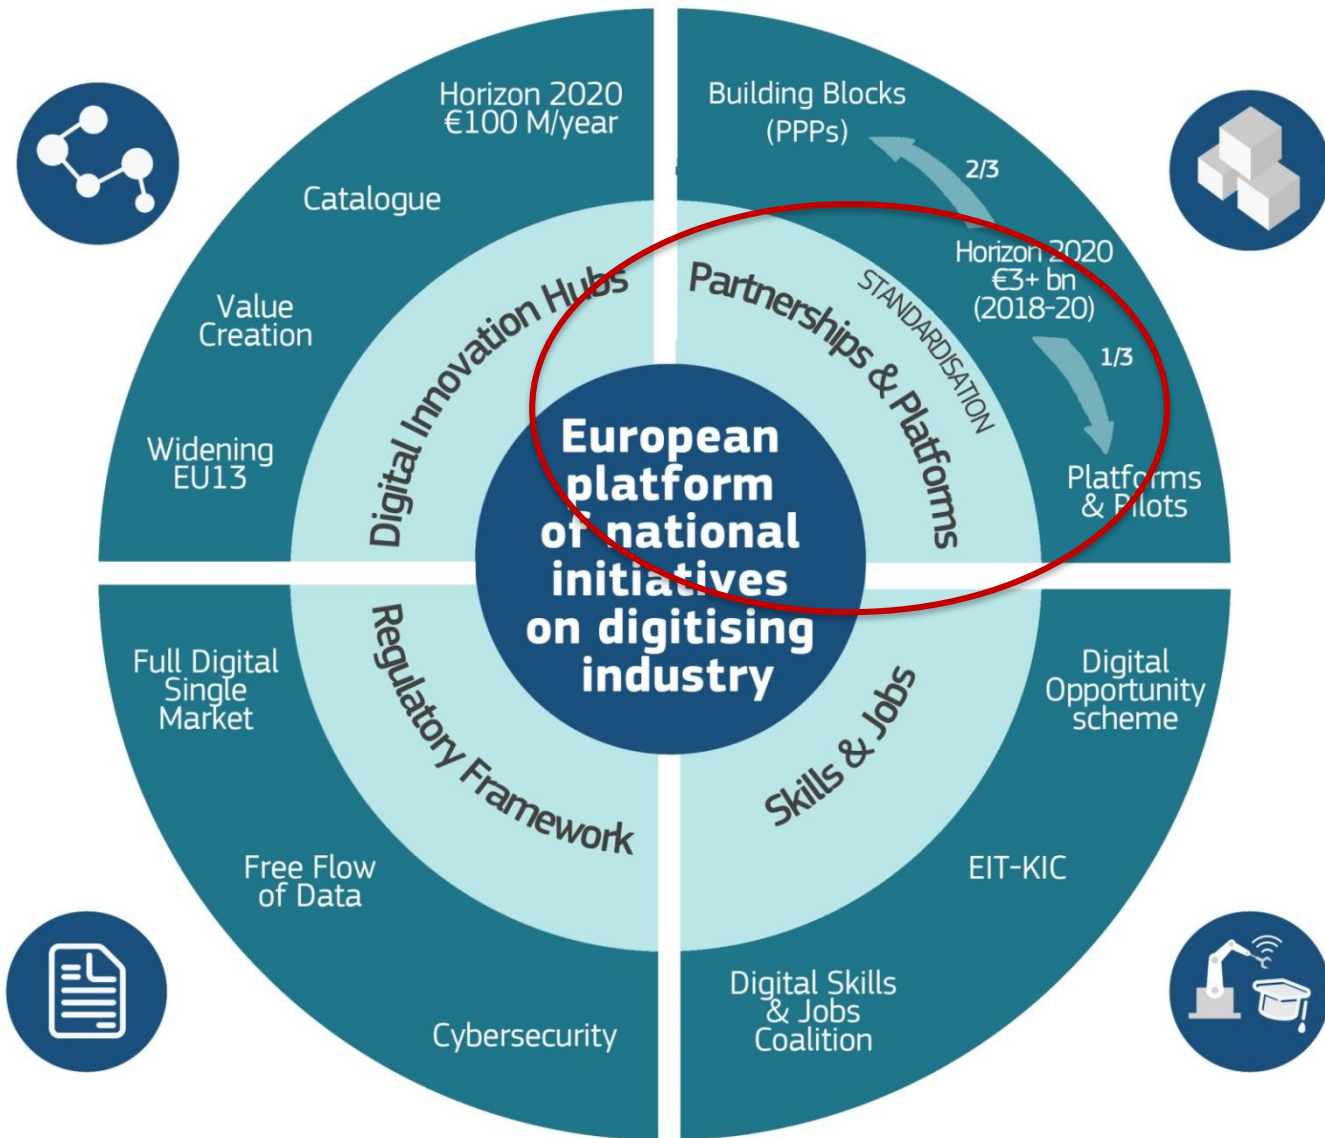 Horizon 2020
€100 M/year
Catalogue
Value
Creation
Widening
EU13
Digital Innovation Hubs
Building Blocks
(PPPs)
2/3
Horizon 2020
€3+ bn
(2018-20)
1/3
Platforms
& Pilots
STANDARDISATION
Partnerships & Platforms
European
platform
of national
initiatives
on digitising
industry
Regulatory Framework
Full Digital
Single
Market
Free Flow
of Data
Cybersecurity
Skills & Jobs
Digital
Opportunity
scheme
EIT-KIC
Digital Skills
& Jobs
Coalition